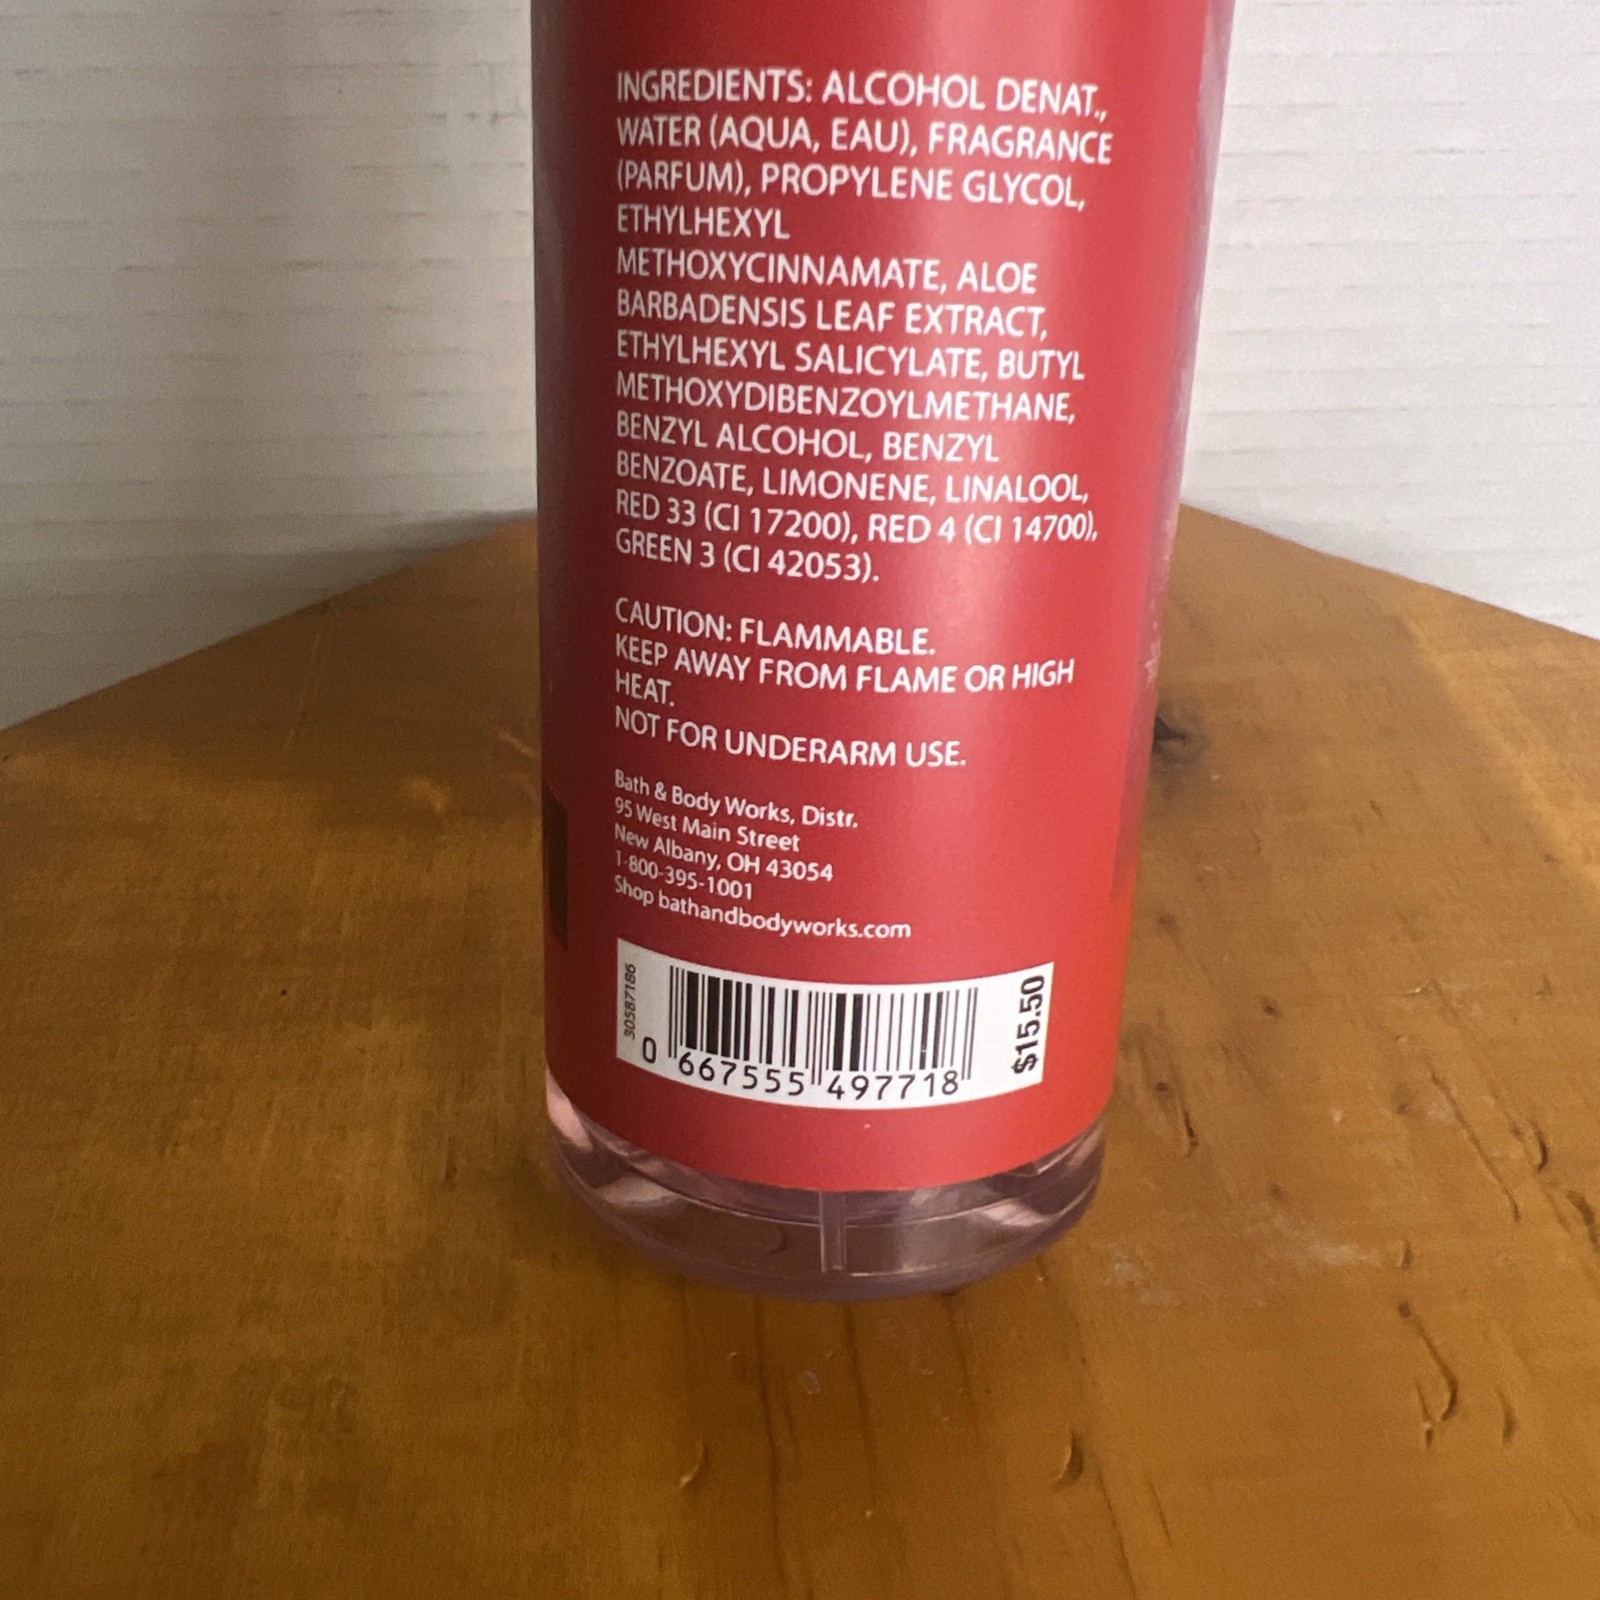 INGREDIENTS: ALCOHOL DENAT.,
WATER (AQUA, EAU), FRAGRANCE
(PARFUM), PROPYLENE GLYCOL,
ETHYLHEXYL
METHOXYCINNAMATE, ALOE
BARBADENSIS LEAF EXTRACT,
ETHYLHEXYL SALICYLATE, BUTYL
METHOXYDIBENZOYLMETHANE,
BENZYL ALCOHOL, BENZYL
BENZOATE, LIMONENE, LINALOOL,
RED 33 (CI 17200), RED 4 (CI 14700),
GREEN 3 (CI 42053).
CAUTION: FLAMMABLE.
KEEP AWAY FROM FLAME OR HIGH
HEAT.
NOT FOR UNDERARM USE.
Bath & Body Works, Distr.
95 West Main Street
New Albany, OH 43054
1-800-395-1001
Shop bathandbodyworks.com
30587186
0 667555 497718
$15.50